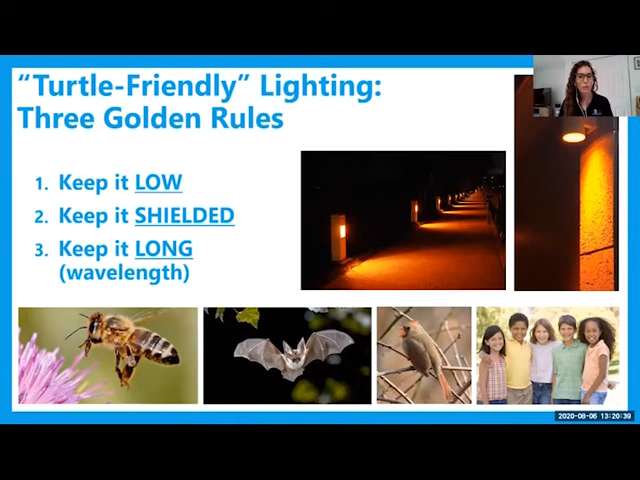 “Turtle-Friendly” Lighting:
Three Golden Rules
1. Keep it LOW
2. Keep it SHIELDED
3. Keep it LONG
(wavelength)
2020-08-06 13:20:39